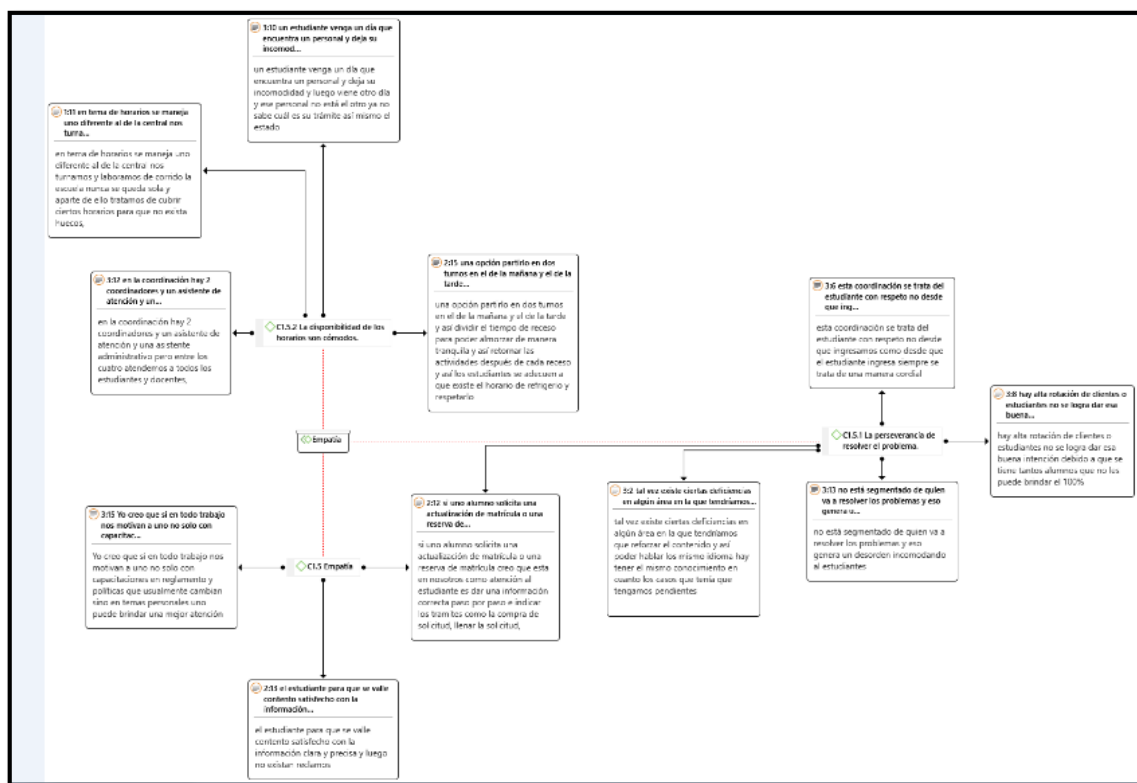 3:10 un estudiante venga un día que
encuentra un personal y deja su
incomod...
un estudiante venga un día que
encuentra un personal y deja su
incomodidad y luego viene otro día
y ese personal no está el otro ya no
sabe cuál es su trámite así mismo el
estado
1:11 en tema de horarios se maneja
uno diferente al de la central nos
turna...
en tema de horarios se maneja uno
diferente al de la central nos
turnamos y laboramos de corrido la
escuela nunca se queda sola y
aparte de ello tratamos de cubrir
ciertos horarios para que no exista
huecos,
3:12 en la coordinación hay 2
coordinadores y un asistente de
atención y un...
en la coordinación hay 2
coordinadores y un asistente de
atención y una asistente
administrativo pero entre los
cuatro atendemos a todos los
estudiantes y docentes,
C1.5.2 La disponibilidad de los
horarios son cómodos.
2:15 una opción partirlo en dos
turnos en el de la mañana y el de la
tarde...
una opción partirlo en dos turnos
en el de la mañana y el de la tarde
y así dividir el tiempo de receso
para poder almorzar de manera
tranquila y así retornar las
actividades después de cada receso
y así los estudiantes se adecuen a
que existe el horario de refrigerio y
respetarlo
3:6 esta coordinación se trata del
estudiante con respeto no desde
que ing...
esta coordinación se trata del
estudiante con respeto no desde
que ingresamos como desde que
el estudiante ingresa siempre se
trata de una manera cordial
3:8 hay alta rotación de clientes o
estudiantes no se logra dar esa
buena...
hay alta rotación de clientes o
estudiantes no se logra dar esa
buena intención debido a que se
tiene tantos alumnos que no les
puede brindar el 100%
Empatía
C1.5.1 La perseverancia de
resolver el problema.
3:15 Yo creo que si en todo trabajo
nos motivan a uno no solo con
capacitac...
Yo creo que si en todo trabajo nos
motivan a uno no solo con
capacitaciones en reglamento y
políticas que usualmente cambian
sino en temas personales uno
puede brindar una mejor atención
C1.5 Empatía
2:12 si uno alumno solicita una
actualización de matrícula o una
reserva de...
si uno alumno solicita una
actualización de matrícula o una
reserva de matrícula creo que esta
en nosotros como atención al
estudiante es dar una información
correcta paso por paso e indicar
los tramites como la compra de
solicitud, llenar la solicitud,
3:2 tal vez existe ciertas deficiencias
en algún área en la que tendríamos...
tal vez existe ciertas deficiencias en
algún área en la que tendríamos
que reforzar el contenido y así
poder hablar los mismo idioma hay
tener el mismo conocimiento en
cuanto los casos que tenía que
tengamos pendientes
3:13 no está segmentado de quien
va a resolver los problemas y eso
genera u...
no está segmentado de quien va a
resolver los problemas y eso
genera un desorden incomodando
al estudiantes
2:13 el estudiante para que se valle
contento satisfecho con la
información...
el estudiante para que se valle
contento satisfecho con la
información clara y precisa y luego
no existan reclamos